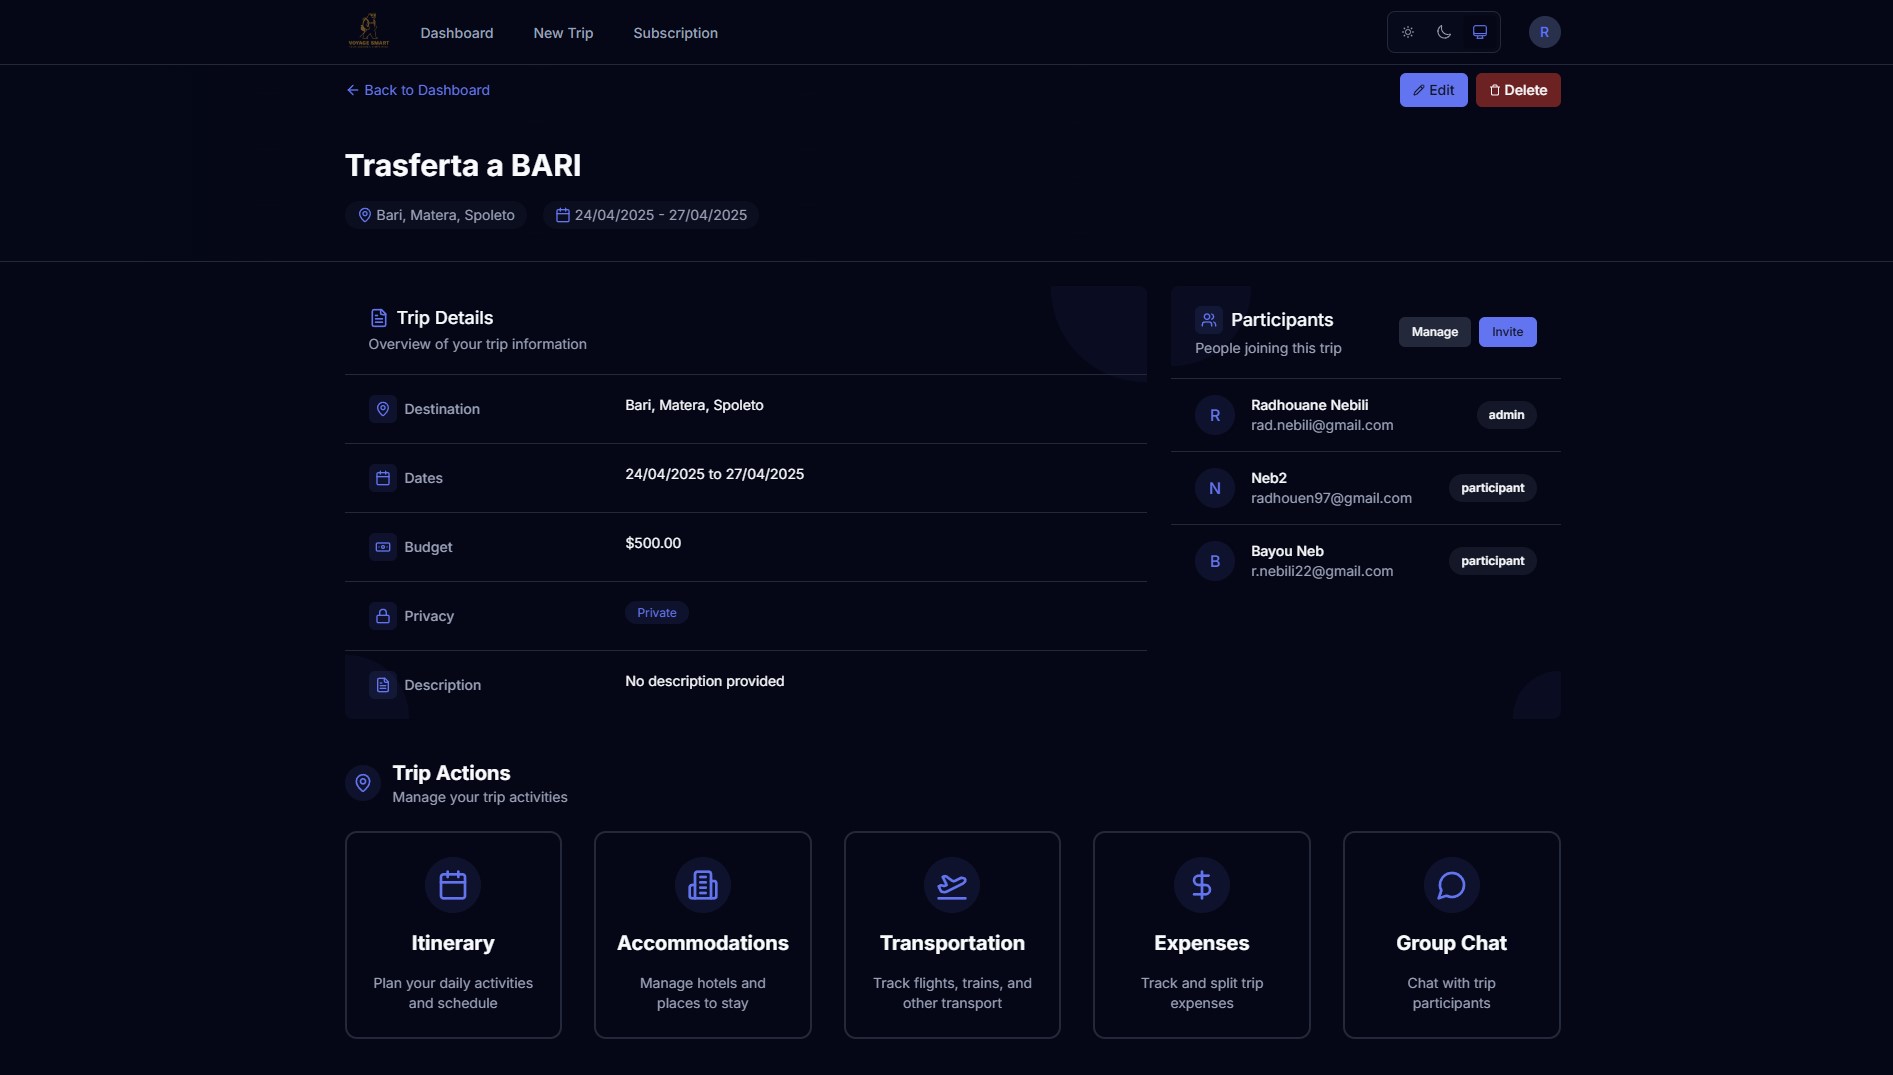 VOYAGE SMART
Dashboard
New Trip
Subscription
R
Back to Dashboard
Edit
Delete
Trasferta a BARI
Bari, Matera, Spoleto
24/04/2025 - 27/04/2025
Trip Details
Overview of your trip information
Destination
Bari, Matera, Spoleto
Dates
24/04/2025 to 27/04/2025
Budget
$500.00
Privacy
Private
Description
No description provided
Participants
People joining this trip
Manage
Invite
R
Radhouane Nebili
rad.nebili@gmail.com
admin
N
Neb2
radhouen97@gmail.com
participant
B
Bayou Neb
r.nebili22@gmail.com
participant
Trip Actions
Manage your trip activities
Itinerary
Plan your daily activities
and schedule
Accommodations
Manage hotels and
places to stay
Transportation
Track flights, trains, and
other transport
Expenses
Track and split trip
expenses
Group Chat
Chat with trip
participants